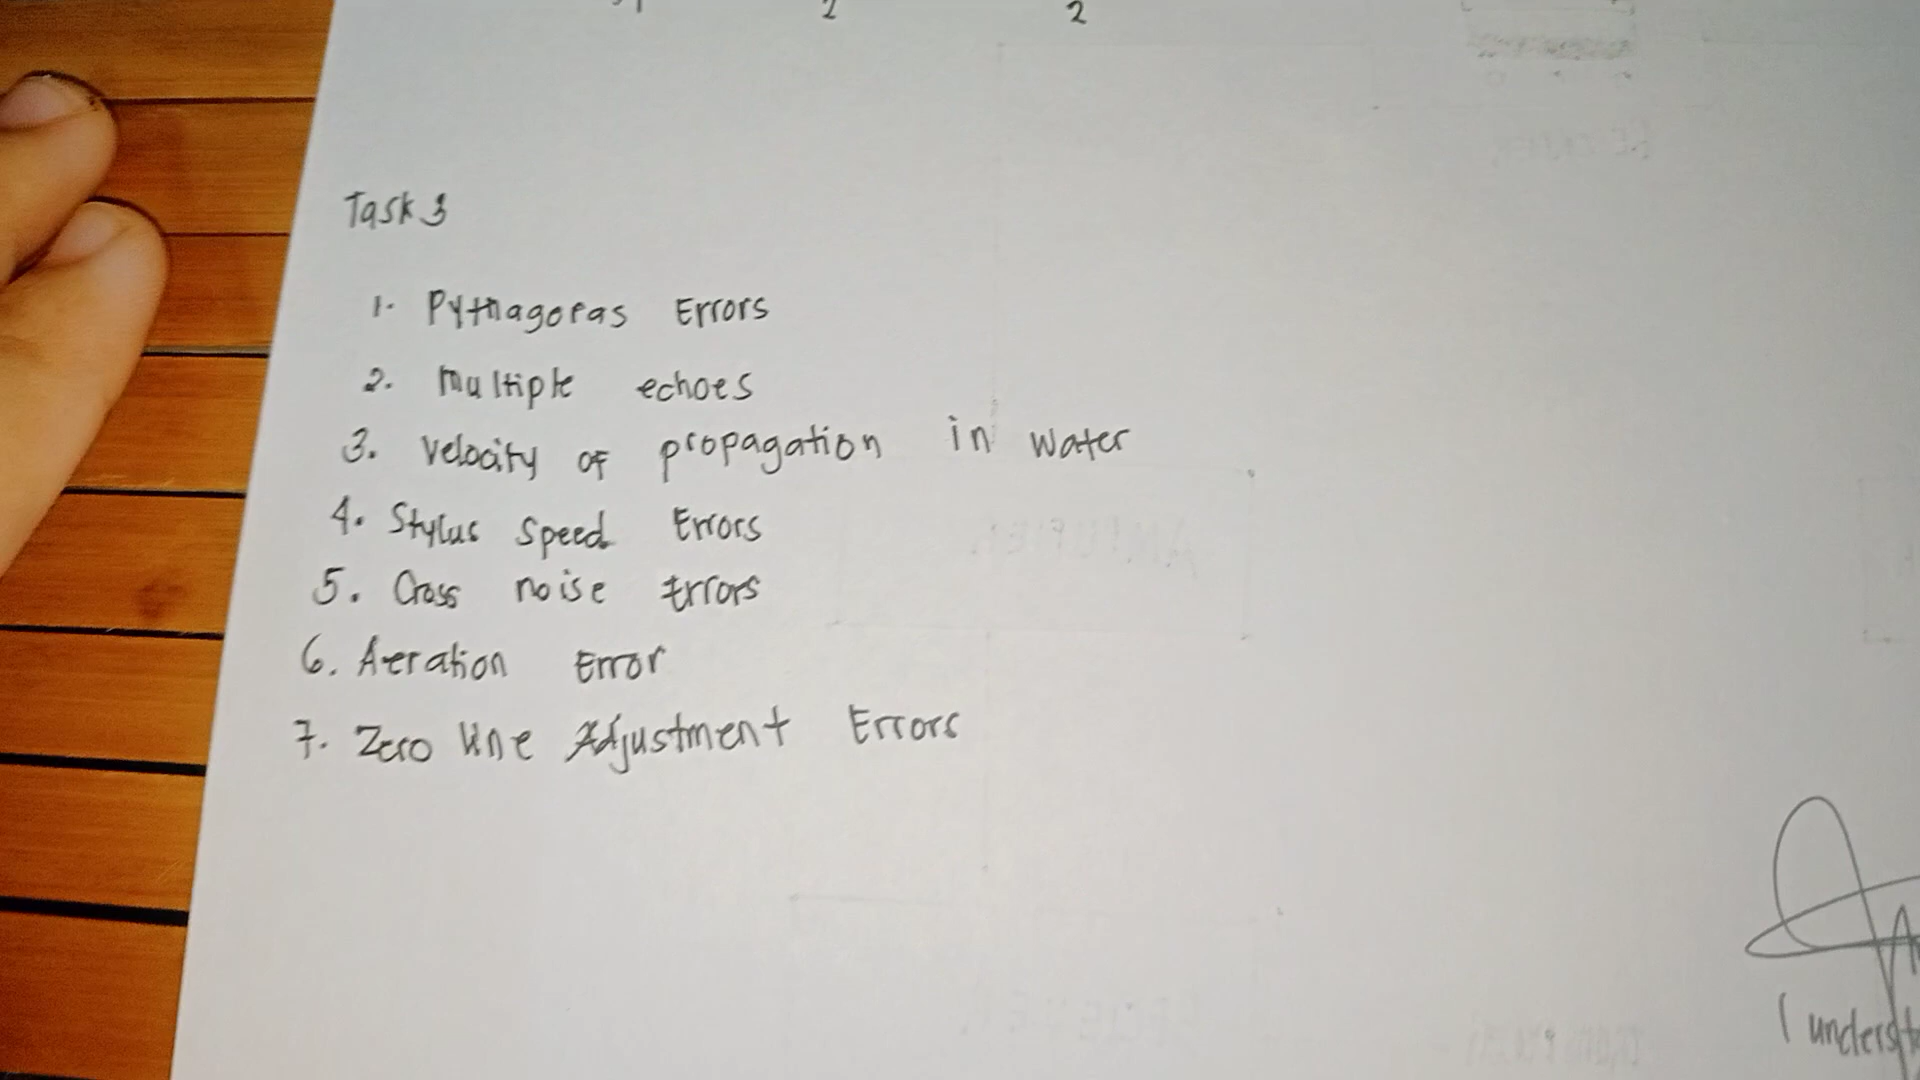 2 2
Task 3
1. Pythagoras Errors
2. Multiple echoes
3. Velocity of propagation in water
4. Stylus Speed Errors
5. Cross noise Errors
6. Aeration Error
7. Zero line Adjustment Errors
I underst